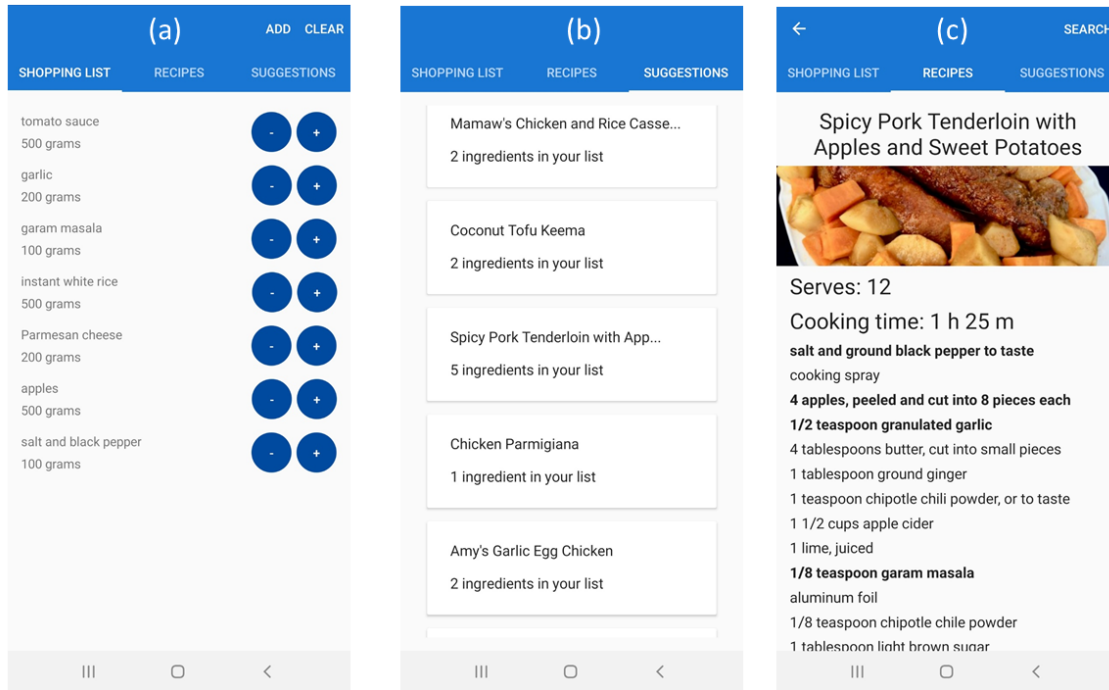 (a)
ADD CLEAR
SHOPPING LIST RECIPES SUGGESTIONS
tomato sauce
500 grams
- +
garlic
200 grams
- +
garam masala
100 grams
- +
instant white rice
500 grams
- +
Parmesan cheese
200 grams
- +
apples
500 grams
- +
salt and black pepper
100 grams
- +
(b)
SHOPPING LIST RECIPES SUGGESTIONS
Mamaw's Chicken and Rice Casse...
2 ingredients in your list
Coconut Tofu Keema
2 ingredients in your list
Spicy Pork Tenderloin with App...
5 ingredients in your list
Chicken Parmigiana
1 ingredient in your list
Amy's Garlic Egg Chicken
2 ingredients in your list
(c)
SEARCH
SHOPPING LIST RECIPES SUGGESTIONS
Spicy Pork Tenderloin with
Apples and Sweet Potatoes
Serves: 12
Cooking time: 1 h 25 m
salt and ground black pepper to taste
cooking spray
4 apples, peeled and cut into 8 pieces each
1/2 teaspoon granulated garlic
4 tablespoons butter, cut into small pieces
1 tablespoon ground ginger
1 teaspoon chipotle chili powder, or to taste
1 1/2 cups apple cider
1 lime, juiced
1/8 teaspoon garam masala
aluminum foil
1/8 teaspoon chipotle chile powder
1 tablespoon light brown sugar